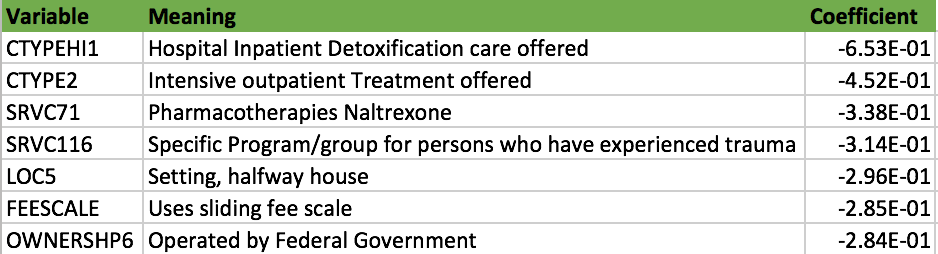 Variable Meaning Coefficient
CTYPEHI1 Hospital Inpatient Detoxification care offered -6.53E-01
CTYPE2 Intensive outpatient Treatment offered -4.52E-01
SRVC71 Pharmacotherapies Naltrexone -3.38E-01
SRVC116 Specific Program/group for persons who have experienced trauma -3.14E-01
LOC5 Setting, halfway house -2.96E-01
FEESCALE Uses sliding fee scale -2.85E-01
OWNERSHP6 Operated by Federal Government -2.84E-01